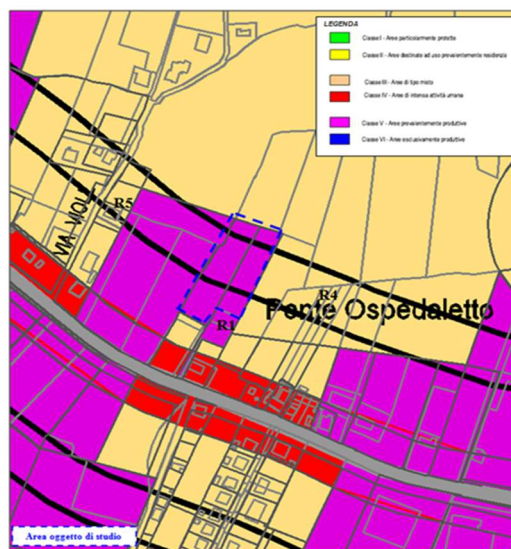 LEGENDA
Classe I - Aree particolarmente protette
Classe II - Aree destinate ad uso prevalentemente residenzia
Classe III - Aree di tipo misto
Classe IV - Aree di intensa attività umana
Classe V - Aree prevalentemente produttive
Classe VI - Aree esclusivamente produttive
R5
VIA VIOL
R4
Ponte Ospedaletto
R1
Area oggetto di studio